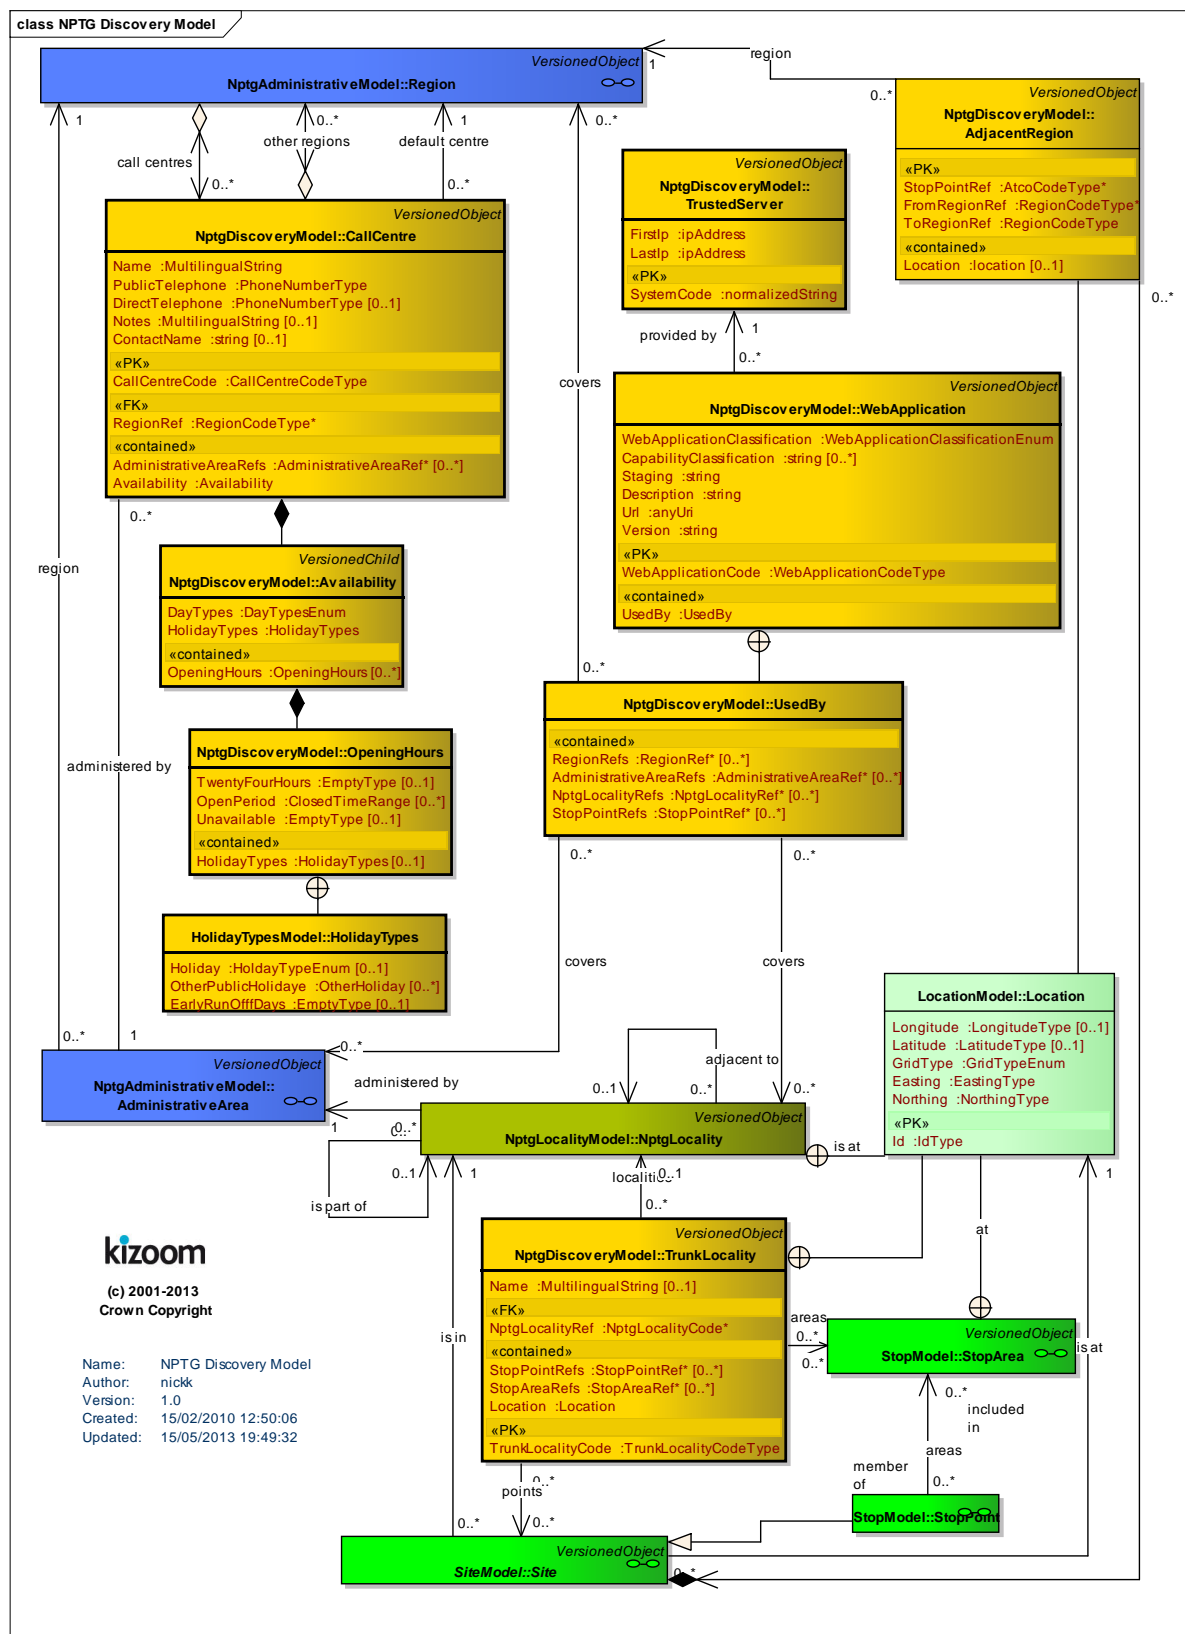 class NPTG Discovery Model
VersionedObject
NptgAdministrativeModel::Region
1
region
0..*
VersionedObject
NptgDiscoveryModel::
AdjacentRegion
«PK»
StopPointRef :AtcoCodeType*
FromRegionRef :RegionCodeType*
ToRegionRef :RegionCodeType
«contained»
Location :location [0..1]
0..*
1
call centres
0..*
0..*
other regions
1
default centre
0..*
0..*
VersionedObject
NptgDiscoveryModel::
TrustedServer
FirstIp :ipAddress
LastIp :ipAddress
«PK»
SystemCode :normalizedString
VersionedObject
NptgDiscoveryModel::CallCentre
Name :MultilingualString
PublicTelephone :PhoneNumberType
DirectTelephone :PhoneNumberType [0..1]
Notes :MultilingualString [0..1]
ContactName :string [0..1]
«PK»
CallCentreCode :CallCentreCodeType
«FK»
RegionRef :RegionCodeType*
«contained»
AdministrativeAreaRefs :AdministrativeAreaRef* [0..*]
Availability :Availability
0..*
provided by
1
0..*
covers
VersionedObject
NptgDiscoveryModel::WebApplication
WebApplicationClassification :WebApplicationClassificationEnum
CapabilityClassification :string [0..*]
Staging :string
Description :string
Url :anyUri
Version :string
«PK»
WebApplicationCode :WebApplicationCodeType
«contained»
UsedBy :UsedBy
region
VersionedChild
NptgDiscoveryModel::Availability
DayTypes :DayTypesEnum
HolidayTypes :HolidayTypes
«contained»
OpeningHours :OpeningHours [0..*]
0..*
NptgDiscoveryModel::UsedBy
«contained»
RegionRefs :RegionRef* [0..*]
AdministrativeAreaRefs :AdministrativeAreaRef* [0..*]
NptgLocalityRefs :NptgLocalityRef* [0..*]
StopPointRefs :StopPointRef* [0..*]
0..*
0..*
administered by
NptgDiscoveryModel::OpeningHours
TwentyFourHours :EmptyType [0..1]
OpenPeriod :ClosedTimeRange [0..*]
Unavailable :EmptyType [0..1]
«contained»
HolidayTypes :HolidayTypes [0..1]
HolidayTypesModel::HolidayTypes
Holiday :HoldayTypeEnum [0..1]
OtherPublicHolidaye :OtherHoliday [0..*]
EarlyRunOfffDays :EmptyType [0..1]
covers
covers
LocationModel::Location
Longitude :LongitudeType [0..1]
Latitude :LatitudeType [0..1]
GridType :GridTypeEnum
Easting :EastingType
Northing :NorthingType
«PK»
Id :IdType
0..*
1
0..*
VersionedObject
NptgAdministrativeModel::
AdministrativeArea
administered by
1
0..*
0..1
adjacent to
0..*
0..*
VersionedObject
NptgLocalityModel::NptgLocality
is at
0..1
is part of
1
localities
0..1
0..*
1
at
is at
kizoom
(c) 2001-2013
Crown Copyright
Name: NPTG Discovery Model
Author: nickk
Version: 1.0
Created: 15/02/2010 12:50:06
Updated: 15/05/2013 19:49:32
is in
VersionedObject
NptgDiscoveryModel::TrunkLocality
Name :MultilingualString [0..1]
«FK»
NptgLocalityRef :NptgLocalityCode*
«contained»
StopPointRefs :StopPointRef* [0..*]
StopAreaRefs :StopAreaRef* [0..*]
Location :Location
«PK»
TrunkLocalityCode :TrunkLocalityCodeType
areas
0..*
0..*
VersionedObject
StopModel::StopArea
0..*
included
in
areas
0..*
member
of
StopModel::StopPoint
0..*
points
0..*
0..*
VersionedObject
SiteModel::Site
0..*